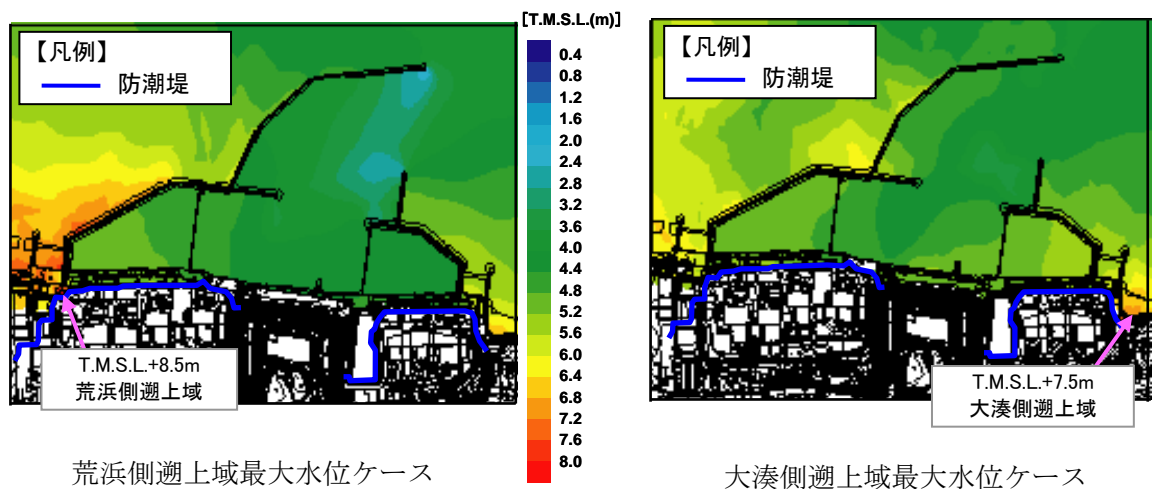 【凡例】
防潮堤
T.M.S.L.+8.5m
荒浜側遡上域
荒浜側遡上域最大水位ケース
[T.M.S.L.(m)]
0.4
0.8
1.2
1.6
2.0
2.4
2.8
3.2
3.6
4.0
4.4
4.8
5.2
5.6
6.0
6.4
6.8
7.2
7.6
8.0
【凡例】
防潮堤
T.M.S.L.+7.5m
大湊側遡上域
大湊側遡上域最大水位ケース